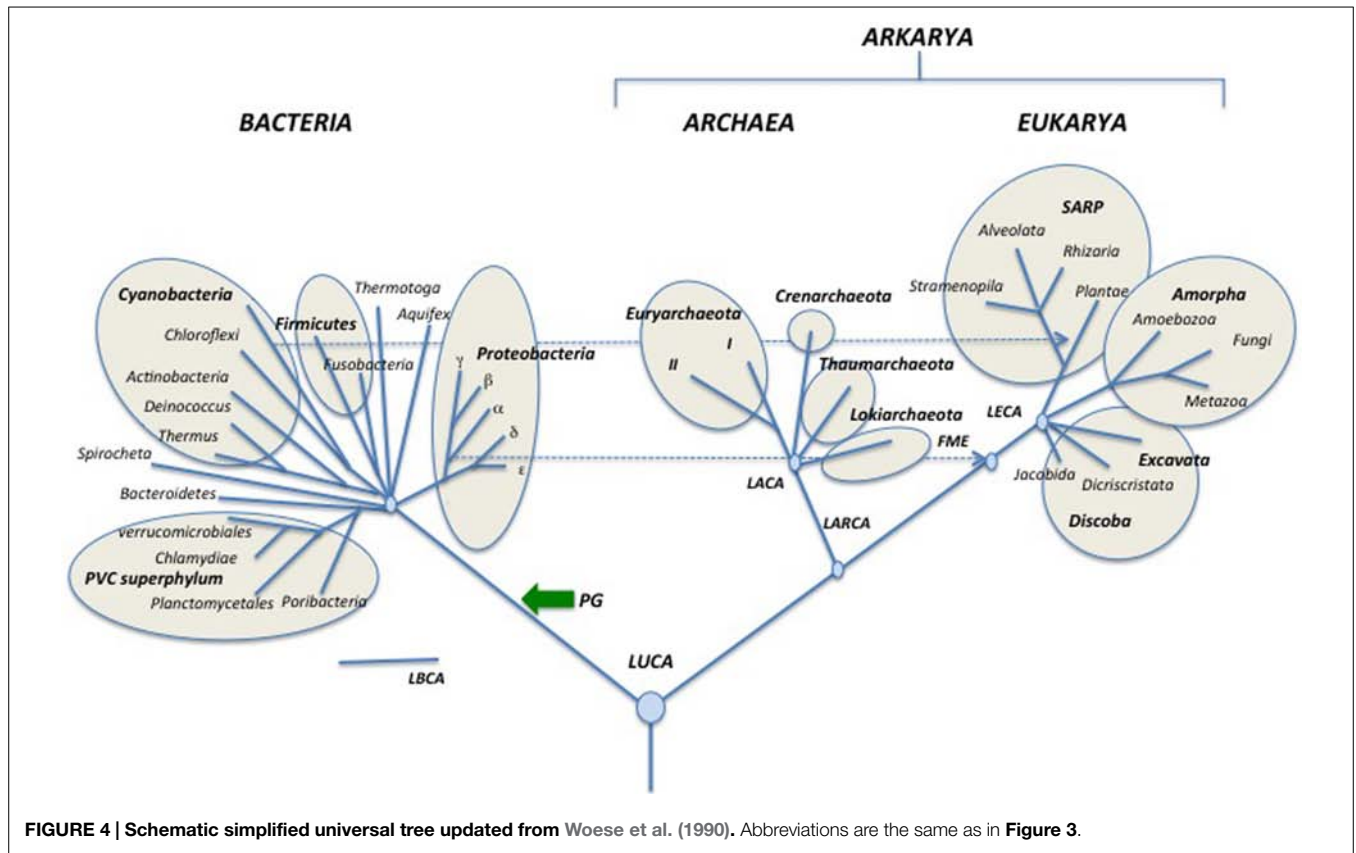 ARKARYA
BACTERIA
ARCHAEA
EUKARYA
SARP
Alveolata
Rhizaria
Stramenopila
Plantae
Amorpha
Amoebozoa
Fungi
Metazoa
Cyanobacteria
Chloroflexi
Actinobacteria
Deinococcus
Thermus
Spirocheta
Bacteroidetes
Firmicutes
Fusobacteria
Thermotoga
Aquifex
Proteobacteria
γ
β
α
δ
ε
Euryarchaeota
I
II
Crenarchaeota
Thaumarchaeota
Lokiarchaeota
LECA
FME
LACA
LARCA
Jacobida
Excavata
Dicriscristata
Discoba
verrucomicrobiales
Chlamydiae
PVC superphylum
Planctomycetales
Poribacteria
PG
LUCA
LBCA
FIGURE 4 | Schematic simplified universal tree updated from Woese et al. (1990). Abbreviations are the same as in Figure 3.